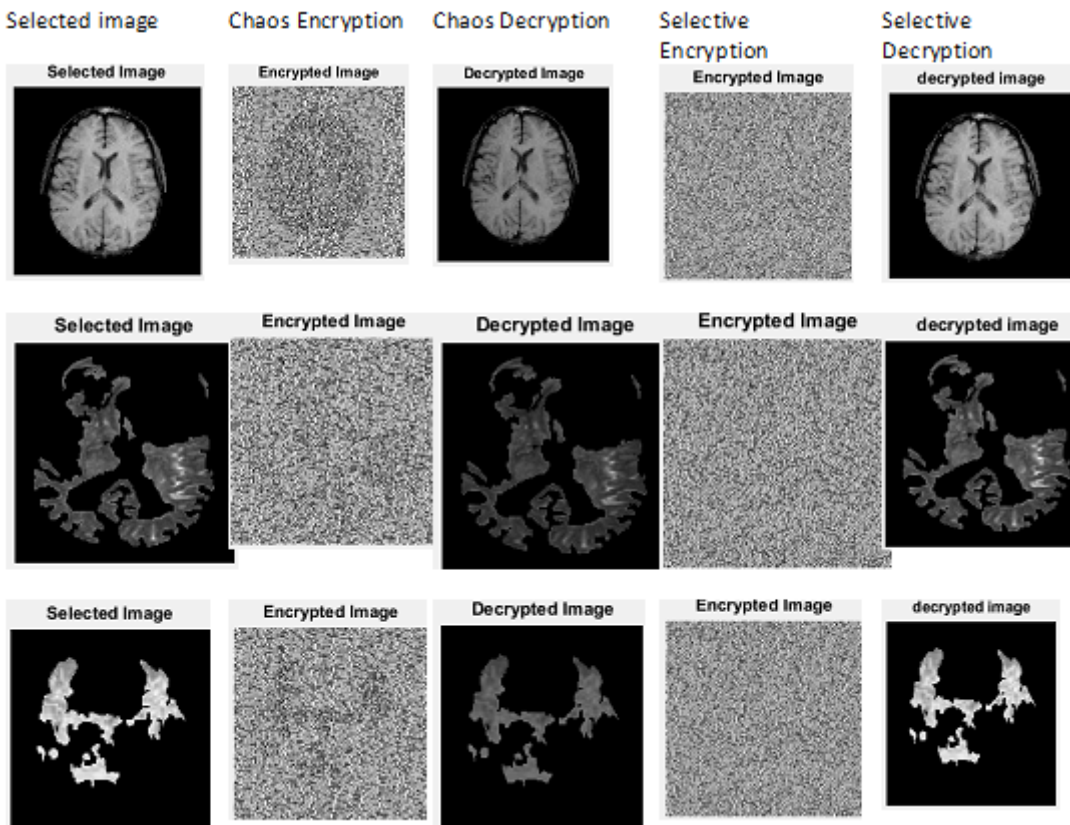 Selected image
Chaos Encryption
Chaos Decryption
Selective
Encryption
Selective
Decryption
Selected Image
Encrypted Image
Decrypted Image
Encrypted Image
decrypted image
Selected Image
Encrypted Image
Decrypted Image
Encrypted Image
decrypted image
Selected Image
Encrypted Image
Decrypted Image
Encrypted Image
decrypted image